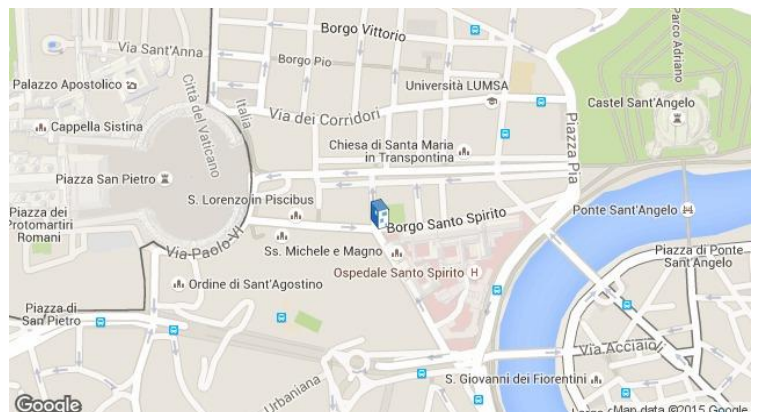 Borgo Vittorio
Via Sant'Anna
Borgo Pio
Parco Adriano
Palazzo Apostolico
Università LUMSA
Città del Vaticano
Italia
Castel Sant'Angelo
Cappella Sistina
Via dei Corridori
Piazza Pia
Chiesa di Santa Maria
in Transpontina
Piazza San Pietro
S. Lorenzo in Piscibus
Piazza dei
Protomartiri
Romani
Borgo Santo Spirito
Ponte Sant'Angelo
Via Paolo VI
Ss. Michele e Magno
Piazza di Ponte
Sant'Angelo
Ospedale Santo Spirito
H
Ordine di Sant'Agostino
Piazza di
San Pietro
Via Acciaioli
Urbaniana
S. Giovanni dei Fiorentini
Google
Map data ©2015 Google